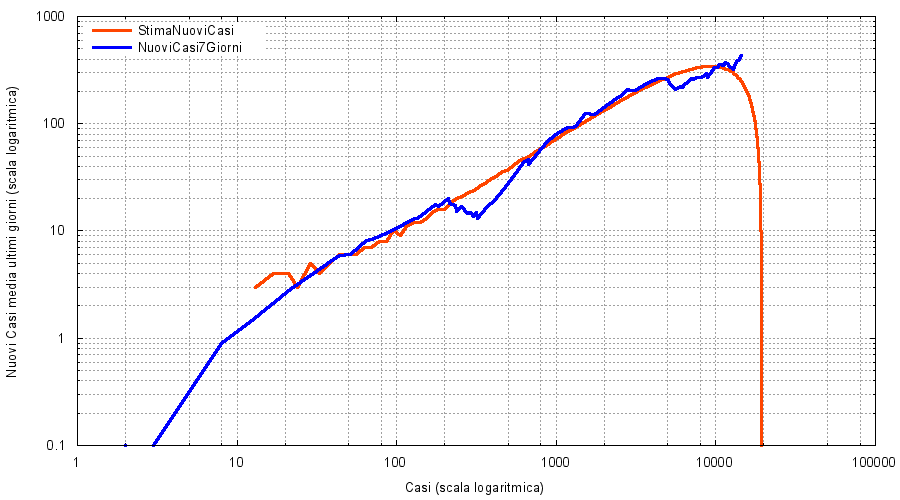 1000
StimaNuoviCasi
NuoviCasi7Giorni
100
10
1
0.1
1 10 100 1000 10000 100000
Nuovi Casi media ultimi giorni (scala logaritmica)
Casi (scala logaritmica)